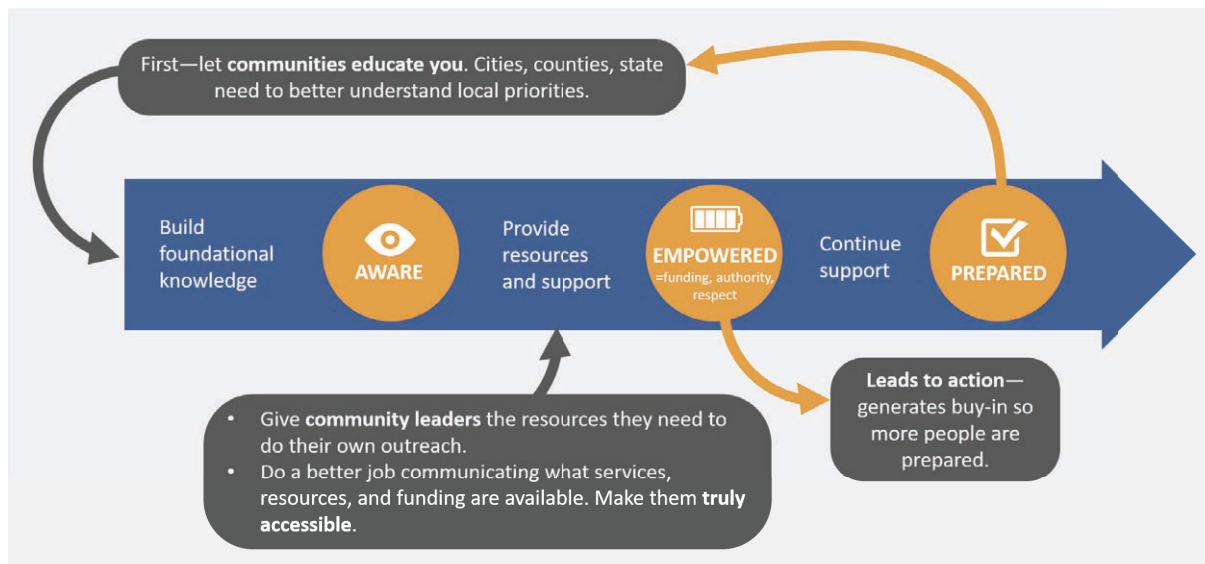 First—let communities educate you. Cities, counties, state
need to better understand local priorities.
Build
foundational
knowledge
AWARE
Provide
resources
and support
EMPOWERED
=funding, authority,
respect
Continue
support
PREPARED
• Give community leaders the resources they need to
do their own outreach.
• Do a better job communicating what services,
resources, and funding are available. Make them truly
accessible.
Leads to action—
generates buy-in so
more people are
prepared.